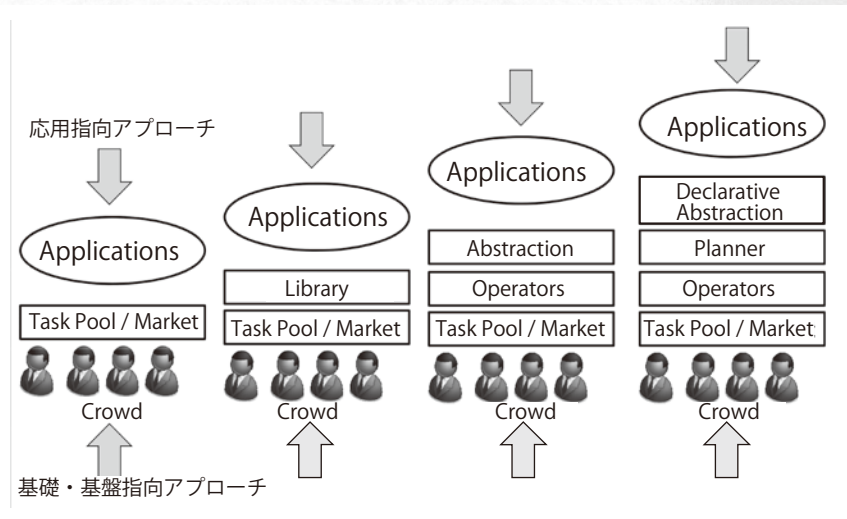 応用指向アプローチ
Applications
Task Pool / Market
Crowd
基礎・基盤指向アプローチ
Applications
Library
Task Pool / Market
Crowd
Applications
Abstraction
Operators
Task Pool / Market
Crowd
Applications
Declarative
Abstraction
Planner
Operators
Task Pool / Market
Crowd